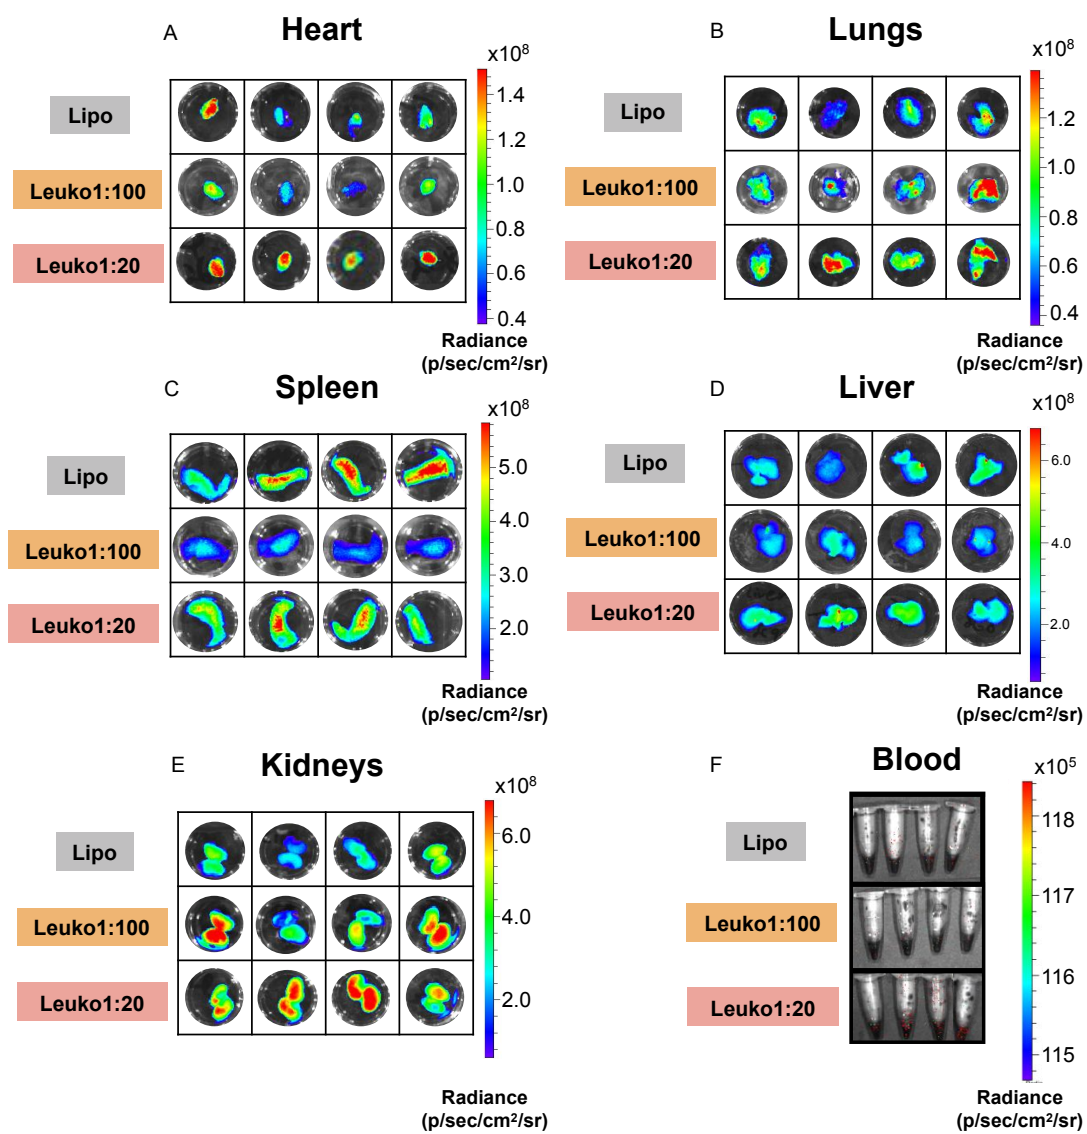 A
Heart
x10⁸
Lipo
Leuko1:100
Leuko1:20
1.4
1.2
1.0
0.8
0.6
0.4
Radiance
(p/sec/cm²/sr)
B
Lungs
x10⁸
Lipo
Leuko1:100
Leuko1:20
1.2
1.0
0.8
0.6
0.4
Radiance
(p/sec/cm²/sr)
C
Spleen
x10⁸
Lipo
Leuko1:100
Leuko1:20
5.0
4.0
3.0
2.0
Radiance
(p/sec/cm²/sr)
D
Liver
x10⁸
Lipo
Leuko1:100
Leuko1:20
6.0
4.0
2.0
Radiance
(p/sec/cm²/sr)
E
Kidneys
x10⁸
Lipo
Leuko1:100
Leuko1:20
6.0
4.0
2.0
Radiance
(p/sec/cm²/sr)
F
Blood
x10⁵
Lipo
Leuko1:100
Leuko1:20
118
117
116
115
Radiance
(p/sec/cm²/sr)